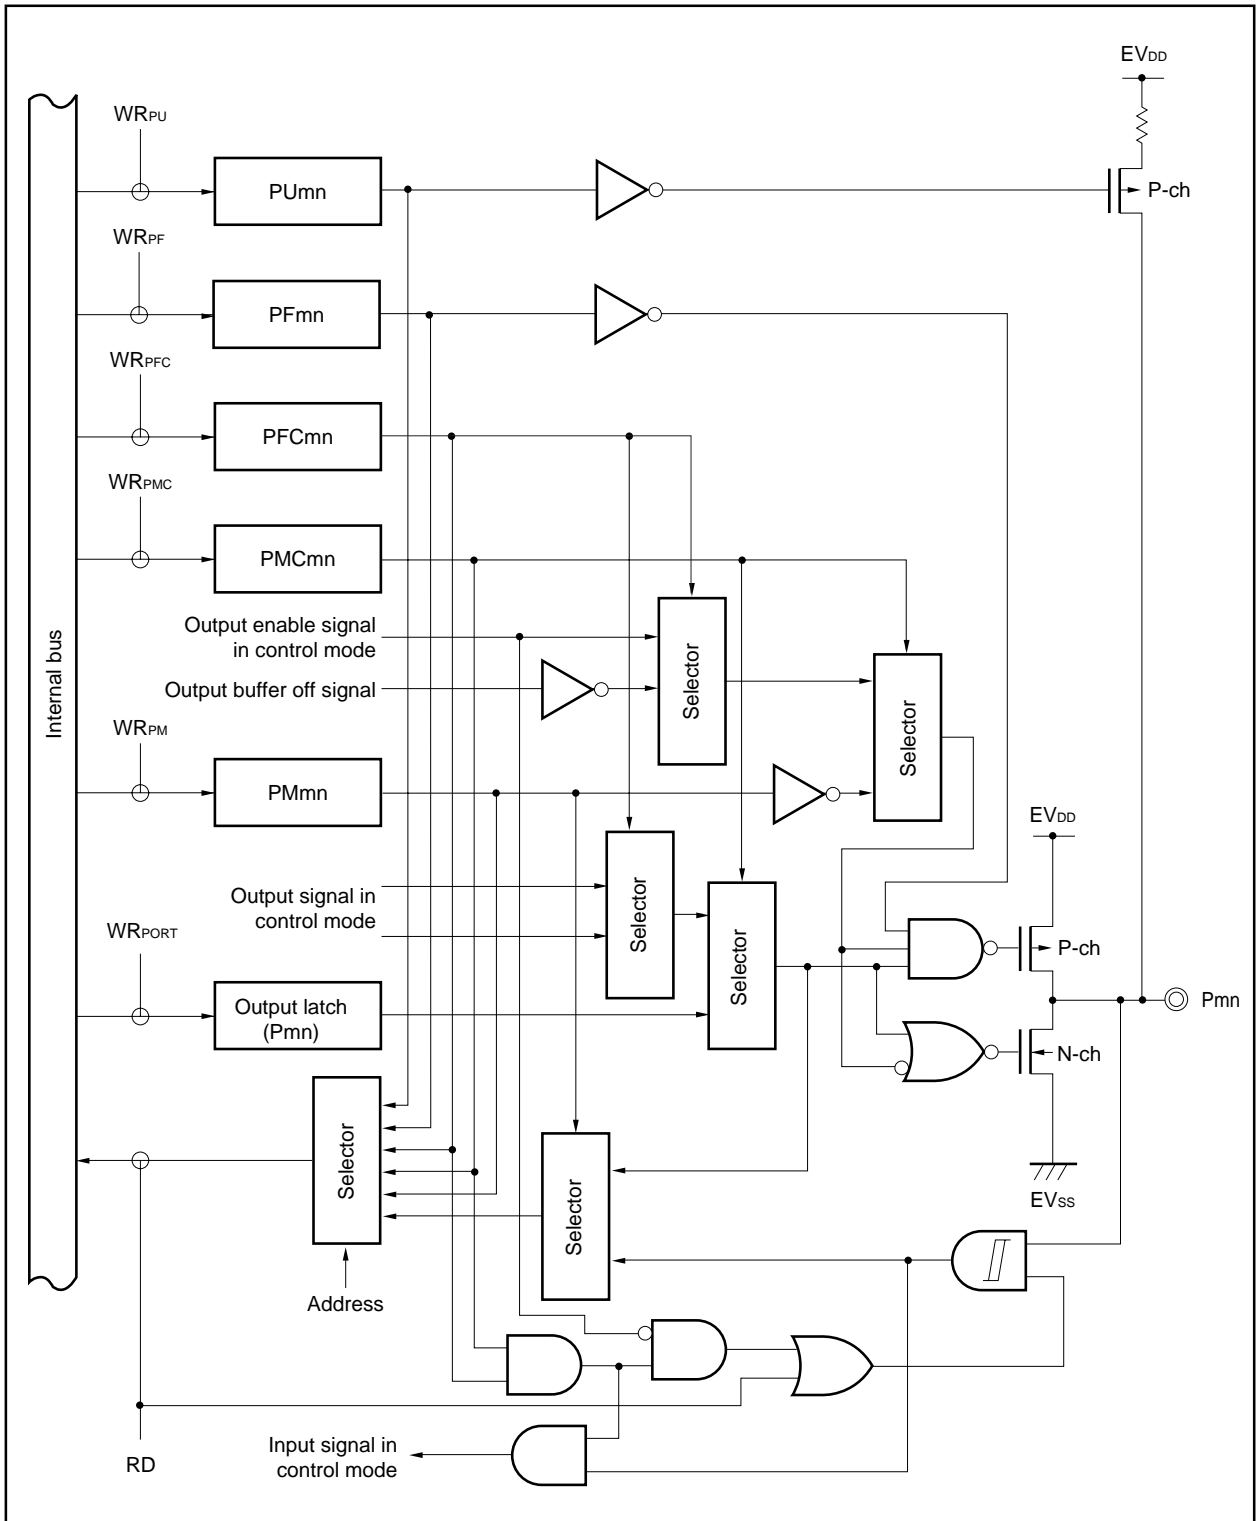 EVDD
WRPU
PUmn
P-ch
WRPF
PFmn
WRPFC
PFCmn
WRPMC
PMCmn
Output enable signal
in control mode
Selector
Output buffer off signal
Selector
Internal bus
WRPM
PMmn
EVDD
Output signal in
control mode
Selector
Selector
WRPORT
P-ch
Output latch
(Pmn)
Pmn
N-ch
Selector
Selector
EVSS
Address
Input signal in
control mode
RD